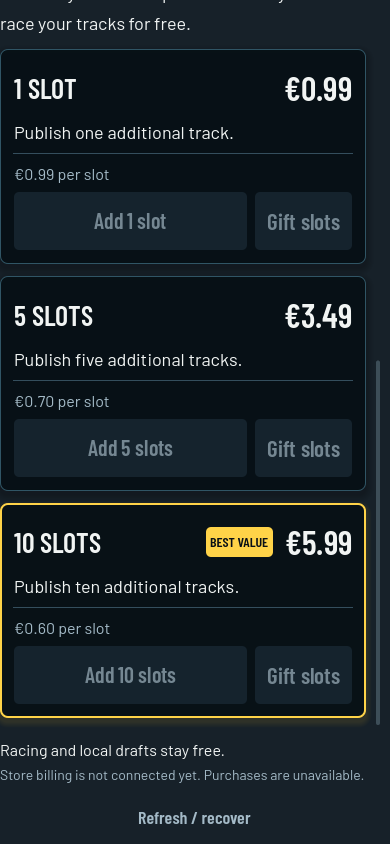 race your tracks for free.
1 SLOT
€0.99
Publish one additional track.
€0.99 per slot
Add 1 slot
Gift slots
5 SLOTS
€3.49
Publish five additional tracks.
€0.70 per slot
Add 5 slots
Gift slots
10 SLOTS
BEST VALUE
€5.99
Publish ten additional tracks.
€0.60 per slot
Add 10 slots
Gift slots
Racing and local drafts stay free.
Store billing is not connected yet. Purchases are unavailable.
Refresh / recover